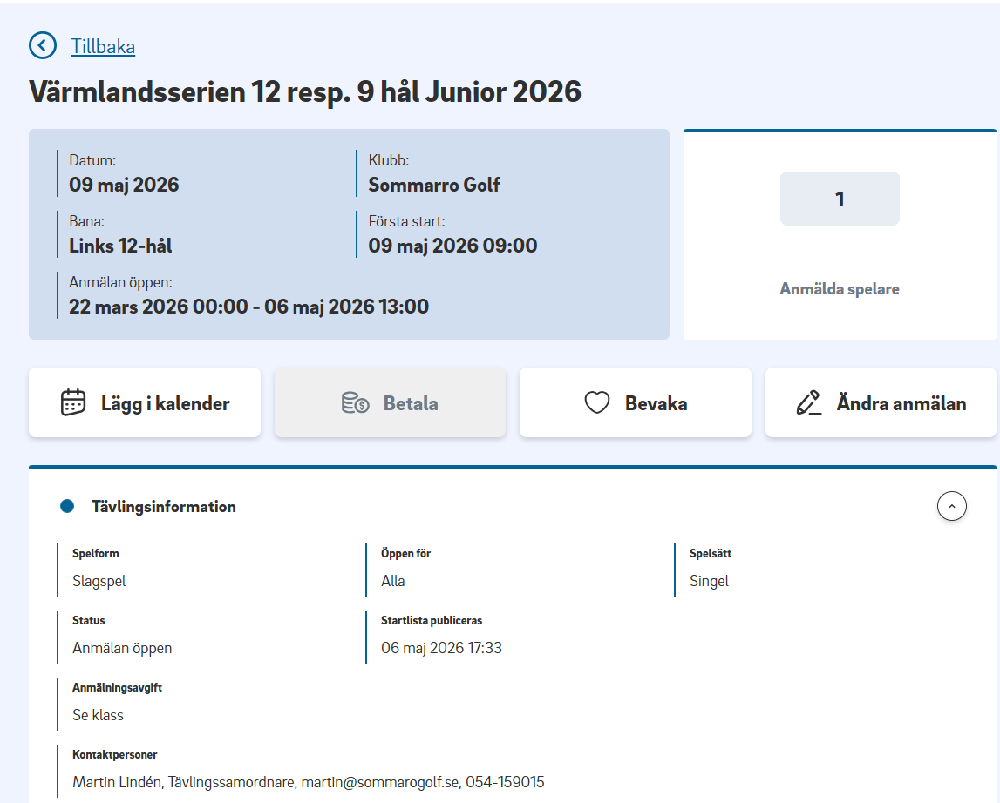 Tillbaka
Värmlandsserien 12 resp. 9 hål Junior 2026
Datum:
09 maj 2026
Klubb:
Sommarro Golf
Bana:
Links 12-hål
Första start:
09 maj 2026 09:00
Anmälan öppen:
22 mars 2026 00:00 - 06 maj 2026 13:00
1
Anmälda spelare
Lägg i kalender
Betala
Bevaka
Ändra anmälan
Tävlingsinformation
Spelform
Slagspel
Öppen för
Alla
Spelsätt
Singel
Status
Anmälan öppen
Startlista publiceras
06 maj 2026 17:33
Anmälningsavgift
Se klass
Kontaktpersoner
Martin Lindén, Tävlingssamordnare, martin@sommarogolf.se, 054-159015